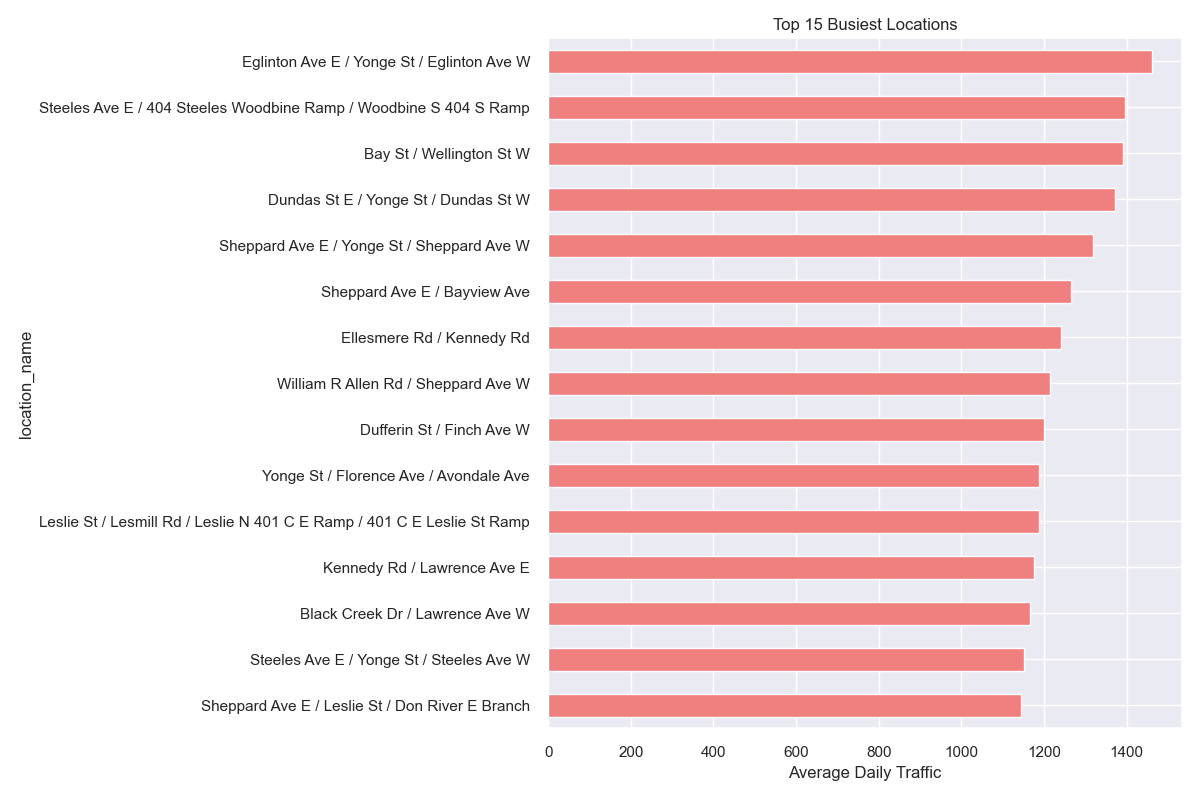 Top 15 Busiest Locations
Eglinton Ave E / Yonge St / Eglinton Ave W
Steeles Ave E / 404 Steeles Woodbine Ramp / Woodbine S 404 S Ramp
Bay St / Wellington St W
Dundas St E / Yonge St / Dundas St W
Sheppard Ave E / Yonge St / Sheppard Ave W
Sheppard Ave E / Bayview Ave
Ellesmere Rd / Kennedy Rd
William R Allen Rd / Sheppard Ave W
Dufferin St / Finch Ave W
Yonge St / Florence Ave / Avondale Ave
Leslie St / Lesmill Rd / Leslie N 401 C E Ramp / 401 C E Leslie St Ramp
Kennedy Rd / Lawrence Ave E
Black Creek Dr / Lawrence Ave W
Steeles Ave E / Yonge St / Steeles Ave W
Sheppard Ave E / Leslie St / Don River E Branch
location_name
0 200 400 600 800 1000 1200 1400
Average Daily Traffic